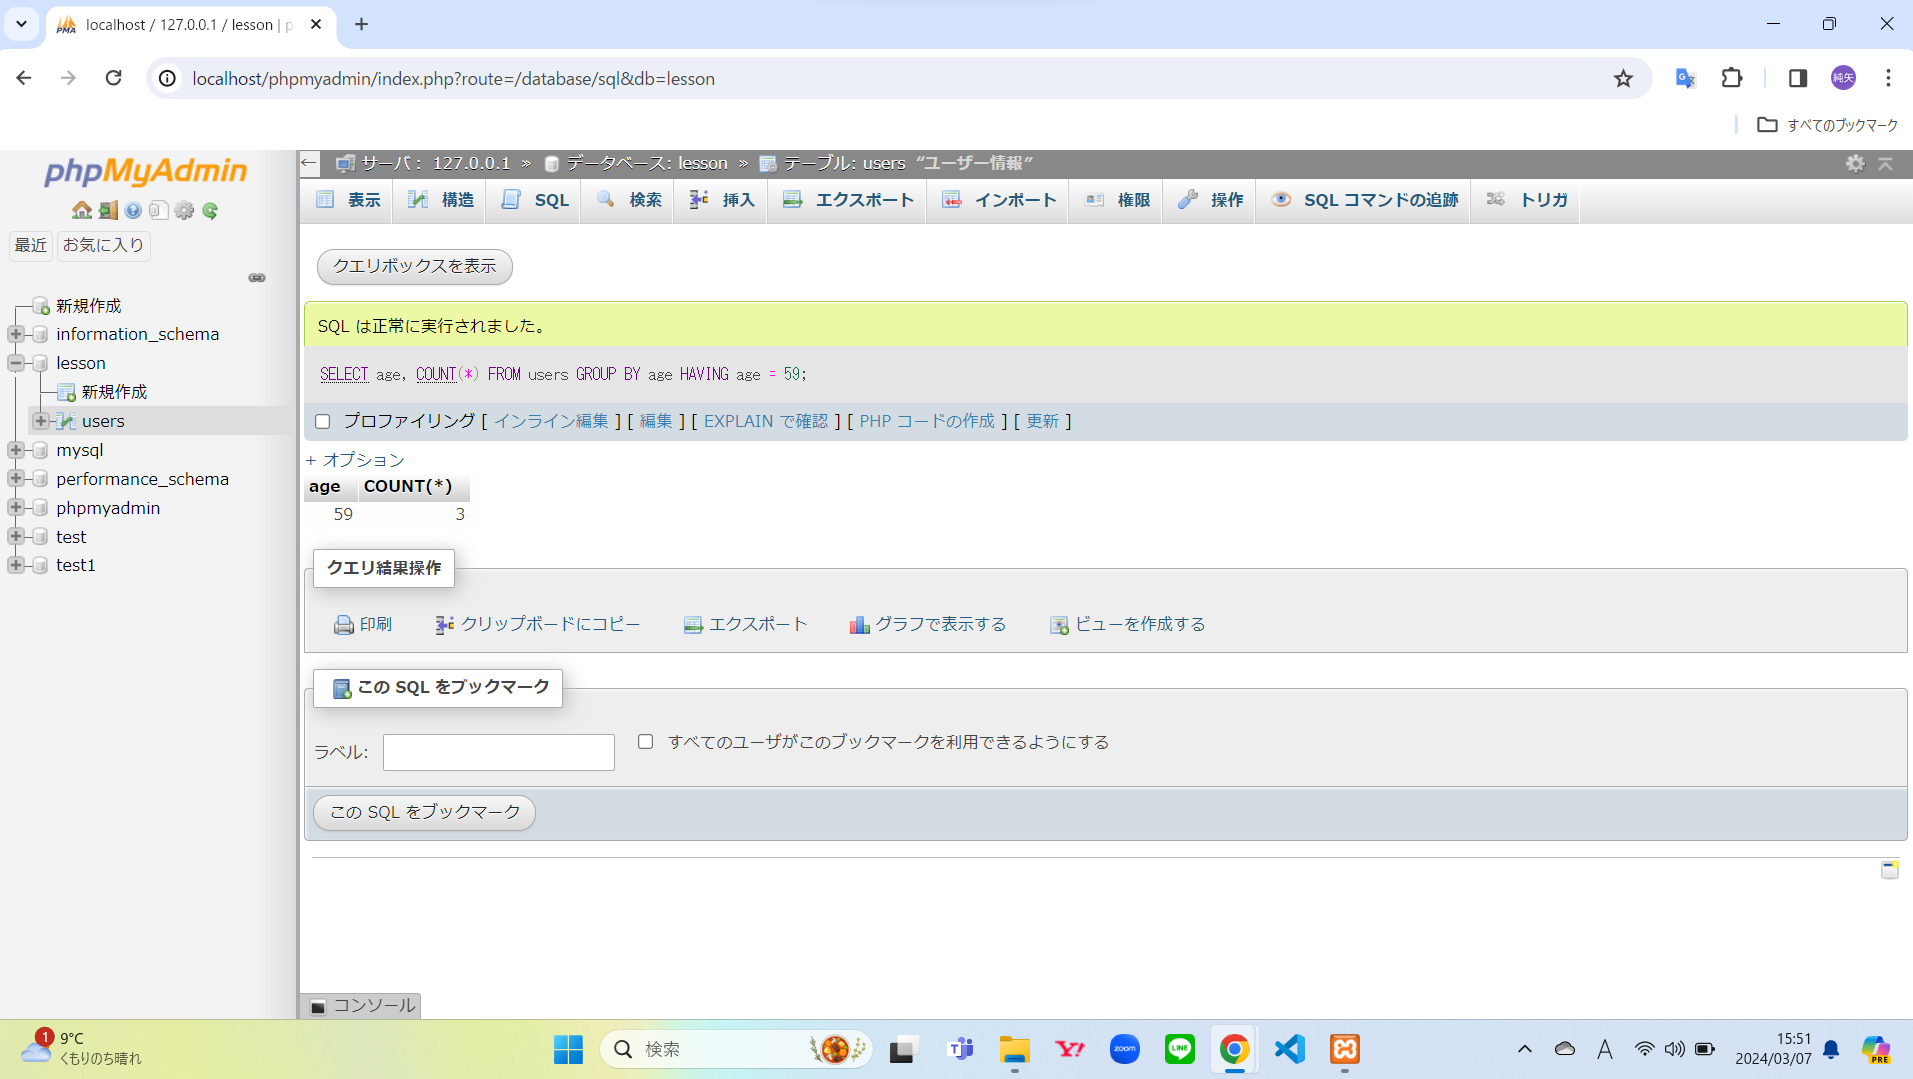 localhost / 127.0.0.1 / lesson | p
localhost/phpmyadmin/index.php?route=/database/sql&db=lesson
純矢
すべてのブックマーク
phpMyAdmin
最近 お気に入り
新規作成
information_schema
lesson
新規作成
users
mysql
performance_schema
phpmyadmin
test
test1
サーバ: 127.0.0.1 » データベース: lesson » テーブル: users “ユーザー情報”
表示 構造 SQL 検索 挿入 エクスポート インポート 権限 操作 SQL コマンドの追跡 トリガ
クエリボックスを表示
SQL は正常に実行されました。
SELECT age, COUNT(*) FROM users GROUP BY age HAVING age = 59;
プロファイリング [ インライン編集 ] [ 編集 ] [ EXPLAIN で確認 ] [ PHP コードの作成 ] [ 更新 ]
+ オプション
age COUNT(*)
59 3
クエリ結果操作
印刷 クリップボードにコピー エクスポート グラフで表示する ビューを作成する
この SQL をブックマーク
ラベル: すべてのユーザがこのブックマークを利用できるようにする
この SQL をブックマーク
コンソール
1 9°C
くもりのち晴れ
検索
zoom
LINE
A
15:51
2024/03/07
PRE